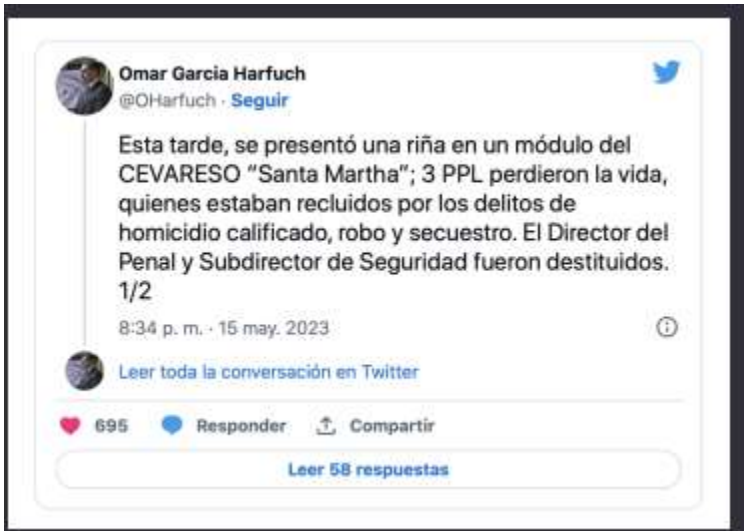 Omar Garcia Harfuch
@OHarfuch · Seguir
Esta tarde, se presentó una riña en un módulo del
CEVARESO “Santa Martha”; 3 PPL perdieron la vida,
quienes estaban recluidos por los delitos de
homicidio calificado, robo y secuestro. El Director del
Penal y Subdirector de Seguridad fueron destituidos.
1/2
8:34 p. m. · 15 may. 2023
Leer toda la conversación en Twitter
695 Responder Compartir
Leer 58 respuestas